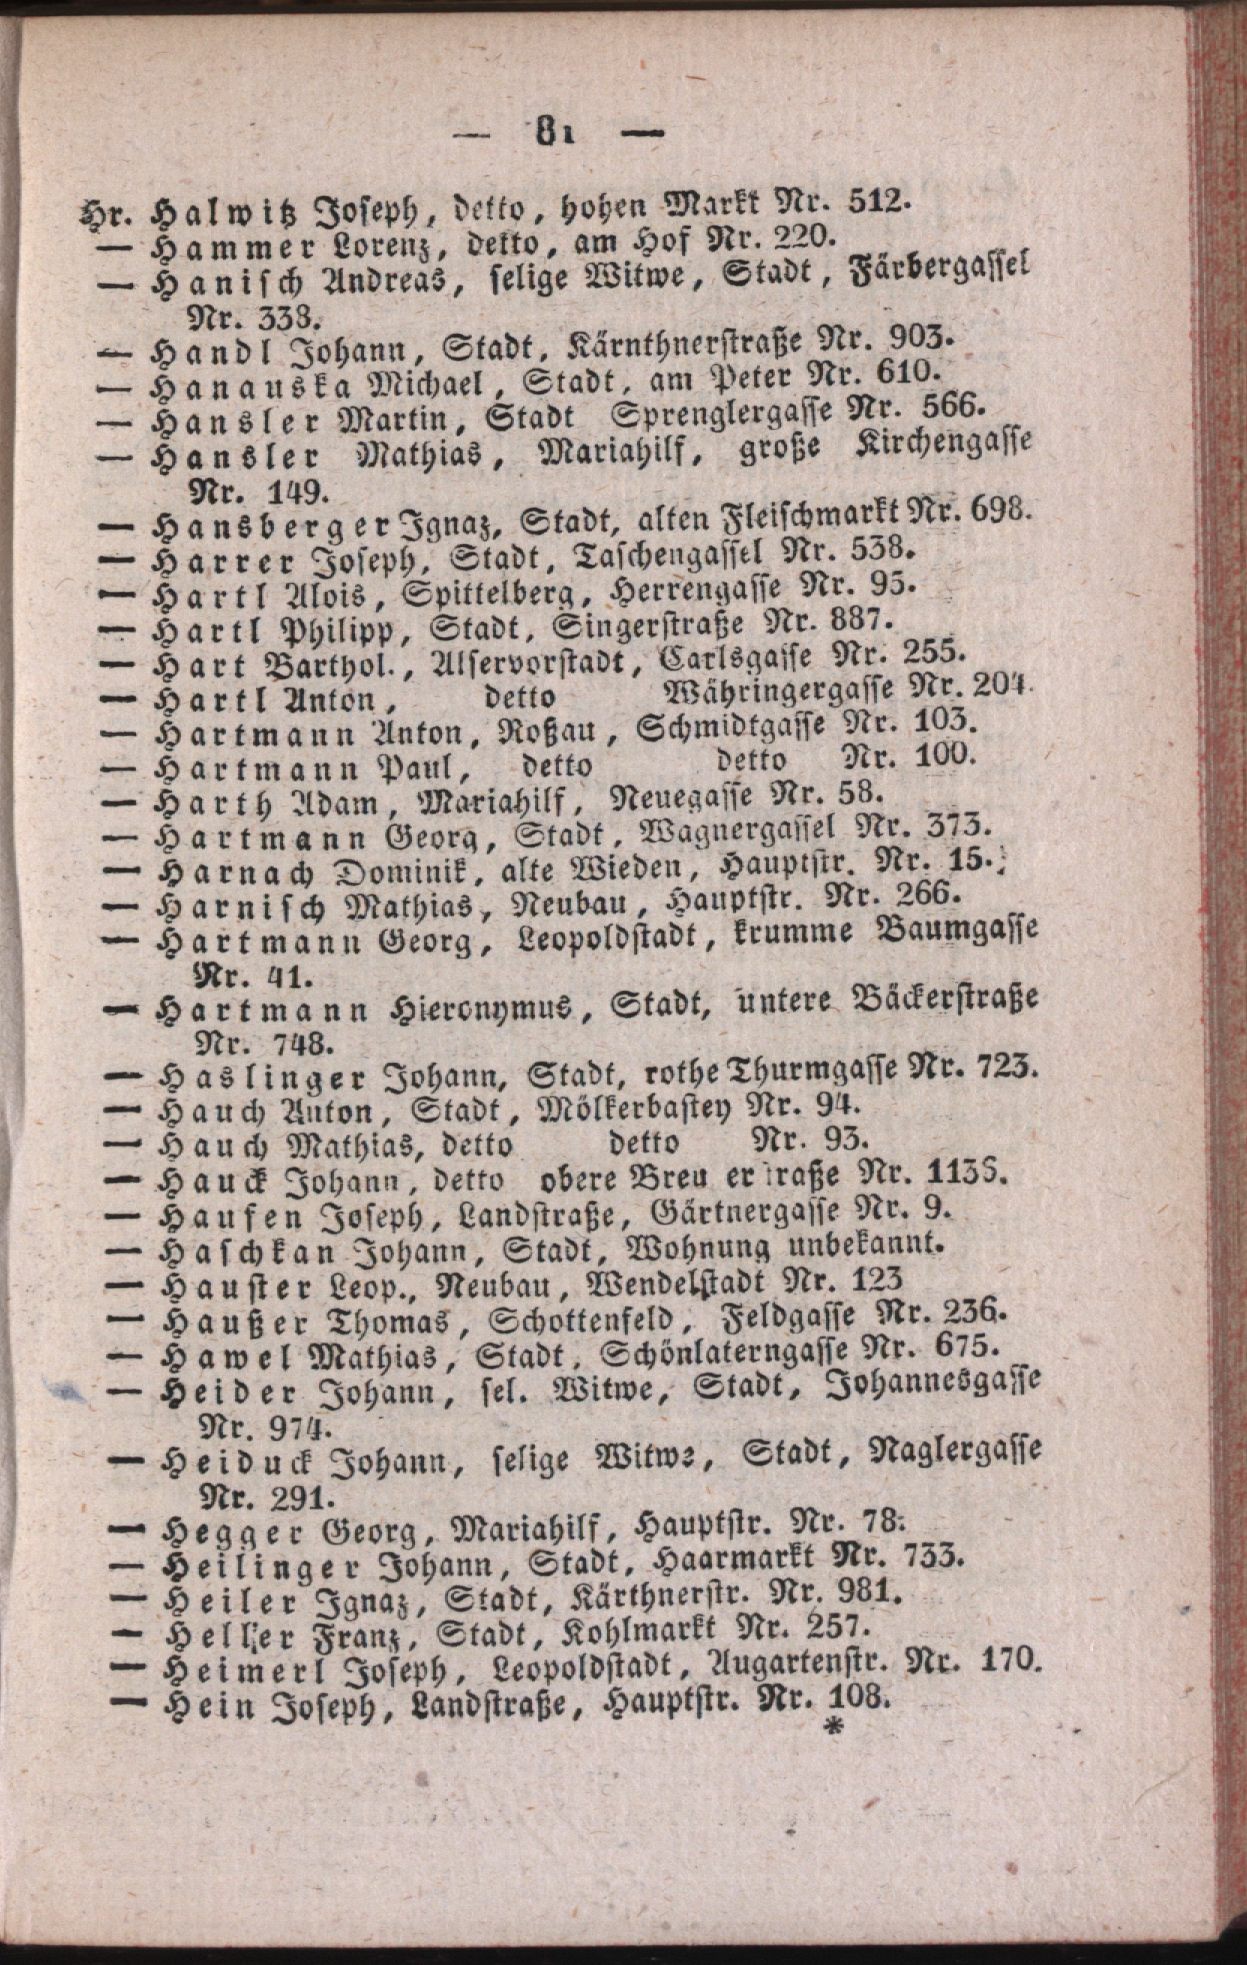 — 81 —
Hr. Halwitz Joseph, detto, hohen Markt Nr. 512.
— Hammer Lorenz, detto, am Hof Nr. 220.
— Hanisch Andreas, selige Witwe, Stadt, Färbergassel
Nr. 338.
— Handl Johann, Stadt, Kärnthnerstraße Nr. 903.
— Hanauska Michael, Stadt, am Peter Nr. 610.
— Hansler Martin, Stadt Sprenglergasse Nr. 566.
— Hansler Mathias, Mariahilf, große Kirchengasse
Nr. 149.
— Hansberger Ignaz, Stadt, alten Fleischmarkt Nr. 698.
— Harrer Joseph, Stadt, Taschengassel Nr. 538.
— Hartl Alois, Spittelberg, Herrengasse Nr. 95.
— Hartl Philipp, Stadt, Singerstraße Nr. 887.
— Hart Barthol., Alservorstadt, Carlsgasse Nr. 255.
— Hartl Anton, detto Währingergasse Nr. 204.
— Hartmann Anton, Roßau, Schmidtgasse Nr. 103.
— Hartmann Paul, detto detto Nr. 100.
— Harth Adam, Mariahilf, Neuegasse Nr. 58.
— Hartmann Georg, Stadt, Wagnergassel Nr. 373.
— Harnach Dominik, alte Wieden, Hauptstr. Nr. 15.
— Harnisch Mathias, Neubau, Hauptstr. Nr. 266.
— Hartmann Georg, Leopoldstadt, krumme Baumgasse
Nr. 41.
— Hartmann Hieronymus, Stadt, untere Bäckerstraße
Nr. 748.
— Haslinger Johann, Stadt, rothe Thurmgasse Nr. 723.
— Hauch Anton, Stadt, Mölkerbastey Nr. 94.
— Hauch Mathias, detto detto Nr. 93.
— Hauck Johann, detto obere Breu er traße Nr. 1136.
— Haufen Joseph, Landstraße, Gärtnergasse Nr. 9.
— Haschkan Johann, Stadt, Wohnung unbekannt.
— Hauster Leop., Neubau, Wendelstadt Nr. 123
— Haußer Thomas, Schottenfeld, Feldgasse Nr. 236.
— Hawel Mathias, Stadt, Schönlaterngasse Nr. 675.
— Heider Johann, sel. Witwe, Stadt, Johannesgasse
Nr. 974.
— Heiduck Johann, selige Witwe, Stadt, Naglergasse
Nr. 291.
— Hegger Georg, Mariahilf, Hauptstr. Nr. 78.
— Heilinger Johann, Stadt, Haarmarkt Nr. 733.
— Heiler Ignaz, Stadt, Kärthnerstr. Nr. 981.
— Heller Franz, Stadt, Kohlmarkt Nr. 257.
— Heimerl Joseph, Leopoldstadt, Augartenstr. Nr. 170.
— Hein Joseph, Landstraße, Hauptstr. Nr. 108.
*